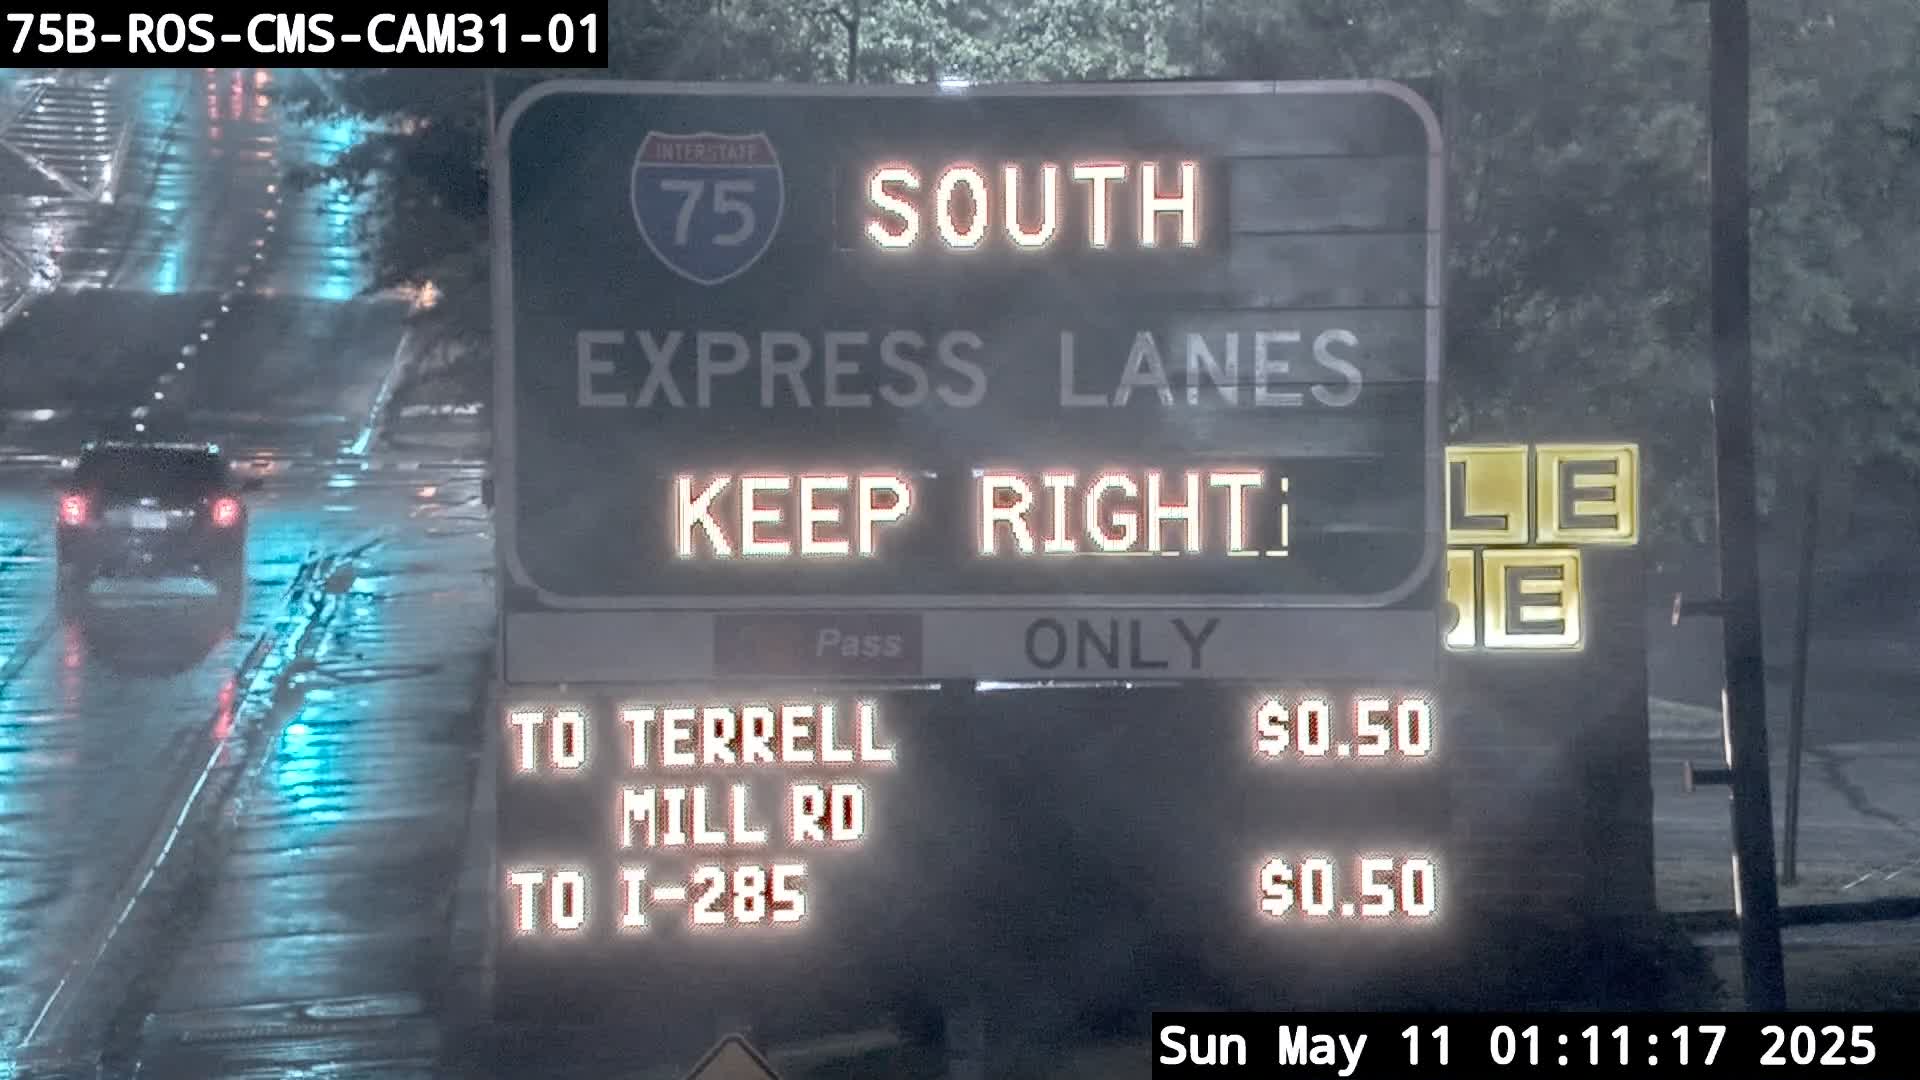 75B-ROS-CMS-CAM31-01
INTERSTATE
75
SOUTH
EXPRESS LANES
KEEP RIGHT
Pass ONLY
TO TERRELL $0.50
MILL RD
TO I-285 $0.50
LE
E
Sun May 11 01:11:17 2025